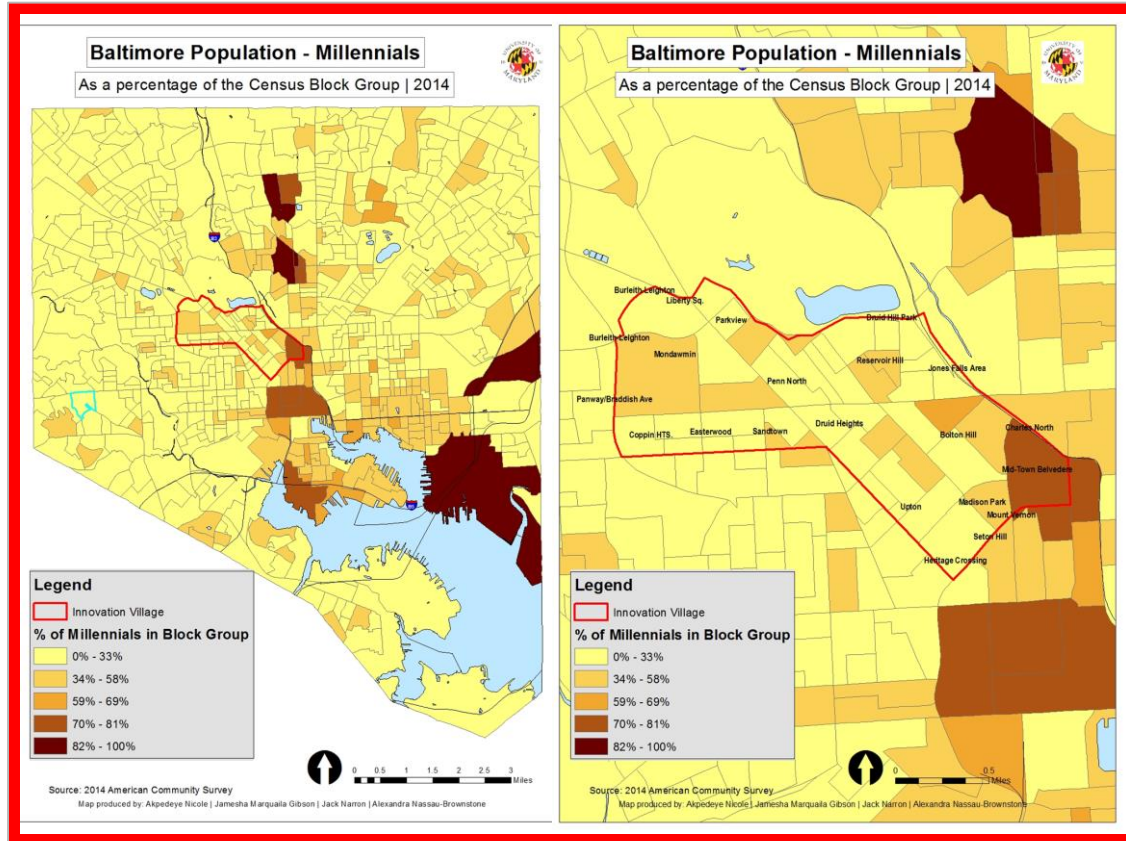 Baltimore Population - Millennials
As a percentage of the Census Block Group | 2014
UNIVERSITY OF
MARYLAND
Legend
Innovation Village
% of Millennials in Block Group
0% - 33%
34% - 58%
59% - 69%
70% - 81%
82% - 100%
0 0.5 1 1.5 2 2.5 3
Miles
Source: 2014 American Community Survey
Map produced by: Akpedeye Nicole | Jamesha Marquaila Gibson | Jack Narron | Alexandra Nassau-Brownstone
Baltimore Population - Millennials
As a percentage of the Census Block Group | 2014
UNIVERSITY OF
MARYLAND
Burleith Leighton
Liberty Sq.
Parkview
Druid Hill Park
Burleith-Leighton
Mondawmin
Reservoir Hill
Jones Falls Area
Penn North
Panway/Braddish Ave
Coppin HTS.
Easterwood
Sandtown
Druid Heights
Bolton Hill
Charles North
Mid-Town Belvedere
Madison Park
Upton
Mount Vernon
Seton Hill
Heritage Crossing
Legend
Innovation Village
% of Millennials in Block Group
0% - 33%
34% - 58%
59% - 69%
70% - 81%
82% - 100%
0 0.5
Miles
Source: 2014 American Community Survey
Map produced by: Akpedeye Nicole | Jamesha Marquaila Gibson | Jack Narron | Alexandra Nassau-Brownstone